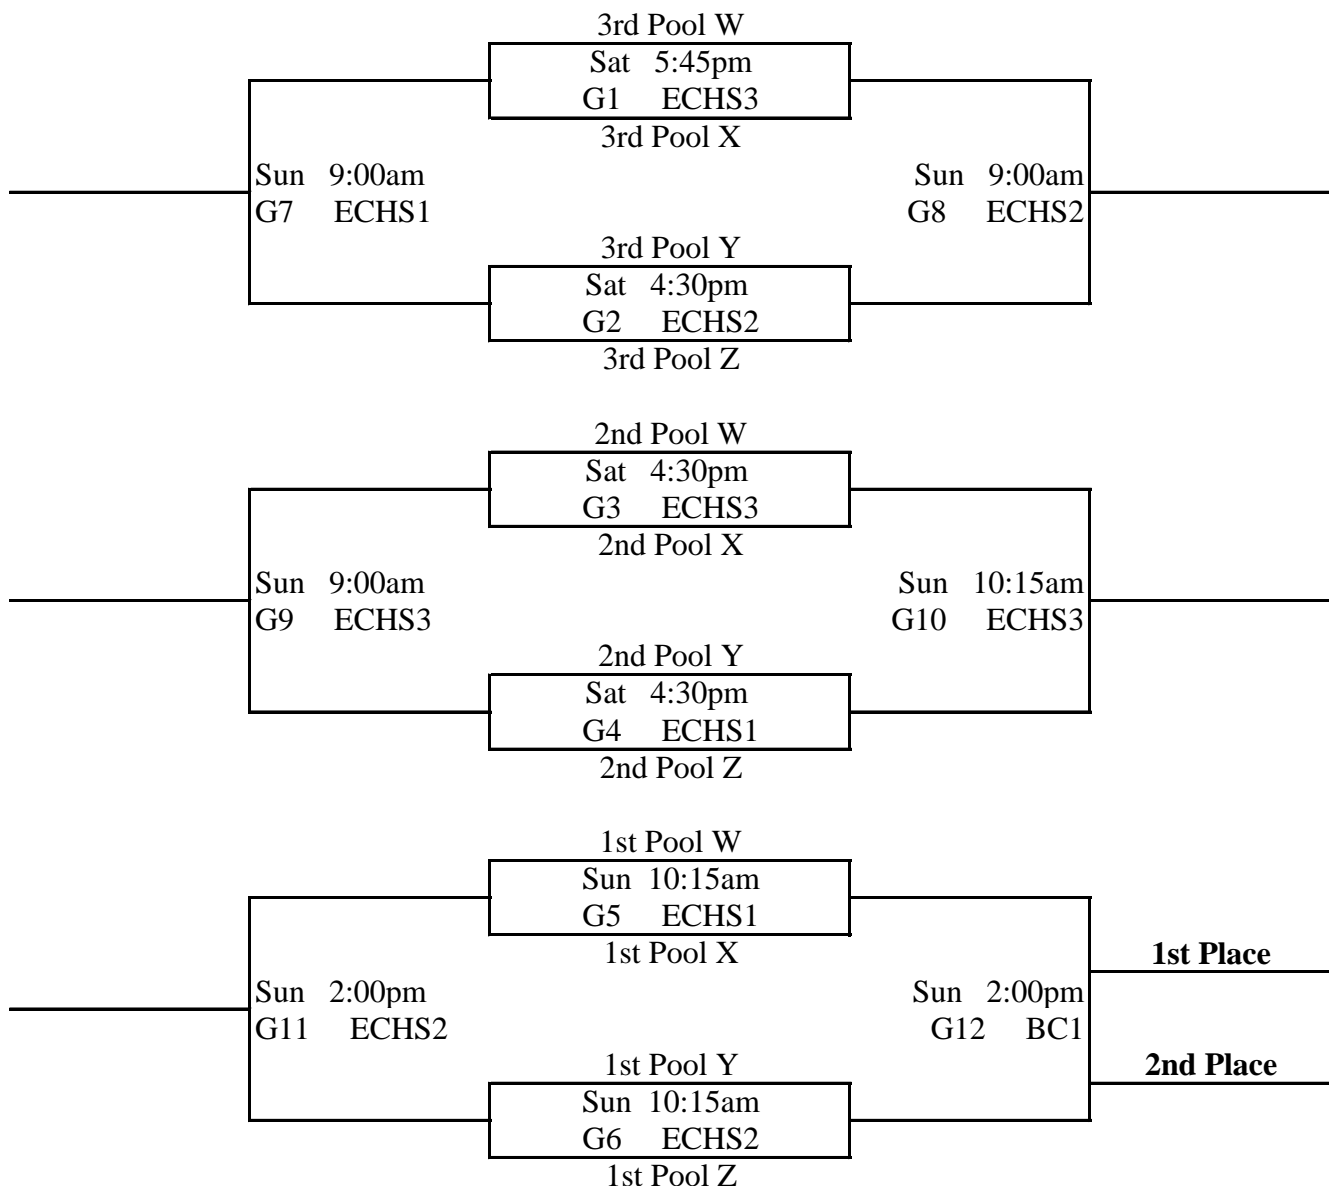 3rd Pool W
Sat 5:45pm
G1 ECHS3
3rd Pool X
Sun 9:00am
G7 ECHS1
Sun 9:00am
G8 ECHS2
3rd Pool Y
Sat 4:30pm
G2 ECHS2
3rd Pool Z
2nd Pool W
Sat 4:30pm
G3 ECHS3
2nd Pool X
Sun 9:00am
G9 ECHS3
Sun 10:15am
G10 ECHS3
2nd Pool Y
Sat 4:30pm
G4 ECHS1
2nd Pool Z
1st Pool W
Sun 10:15am
G5 ECHS1
1st Pool X
1st Place
Sun 2:00pm
G11 ECHS2
Sun 2:00pm
G12 BC1
1st Pool Y
2nd Place
Sun 10:15am
G6 ECHS2
1st Pool Z